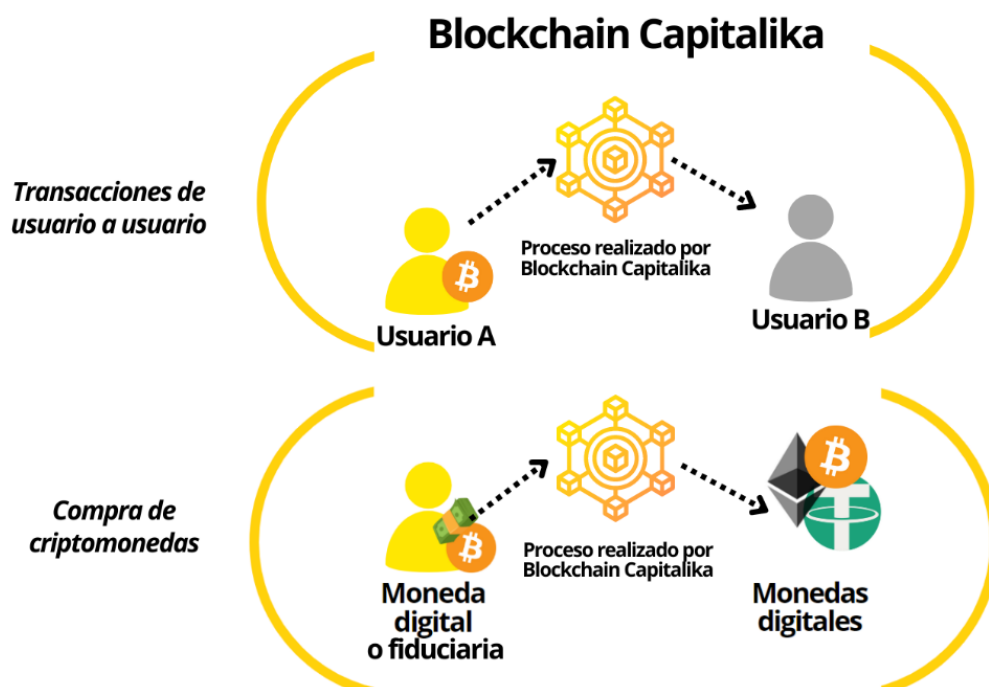 Blockchain Capitalika
Transacciones de
usuario a usuario
Proceso realizado por
Blockchain Capitalika
Usuario A
Usuario B
Compra de
criptomonedas
Proceso realizado por
Blockchain Capitalika
Moneda
digital
o fiduciaria
Monedas
digitales